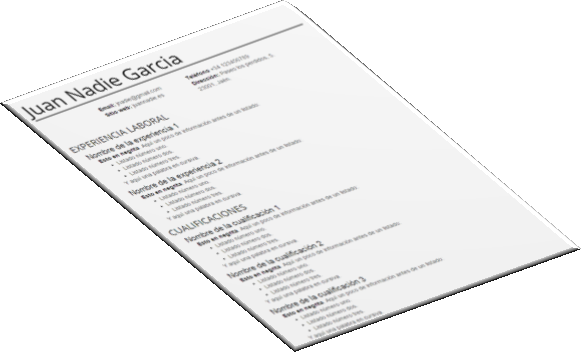 Juan Nadie García
Email: jnadie@gmail.com
Teléfono +34 123456789
Sitio web: juannadie.es
Dirección: Paseo los perdidos, 5
23001, Jaén
EXPERIENCIA LABORAL
Nombre de la experiencia 1
Esto en negrita. Aquí un poco de información antes de un listado:
• Listado número uno
• Listado número dos
• Listado número tres
Y aquí una palabra en cursiva
Nombre de la experiencia 2
Esto en negrita. Aquí un poco de información antes de un listado:
• Listado número uno
• Listado número dos
• Listado número tres
Y aquí una palabra en cursiva
CUALIFICACIONES
Nombre de la cualificación 1
Esto en negrita. Aquí un poco de información antes de un listado
• Listado número uno
• Listado número dos
• Listado número tres
Y aquí una palabra en cursiva
Nombre de la cualificación 2
Esto en negrita. Aquí un poco de información antes de un listado
• Listado número uno
• Listado número dos
• Listado número tres
Y aquí una palabra en cursiva
Nombre de la cualificación 3
Esto en negrita. Aquí un poco de información antes de un listado
• Listado número uno
• Listado número dos
• Listado número tres
Y aquí una palabra en cursiva